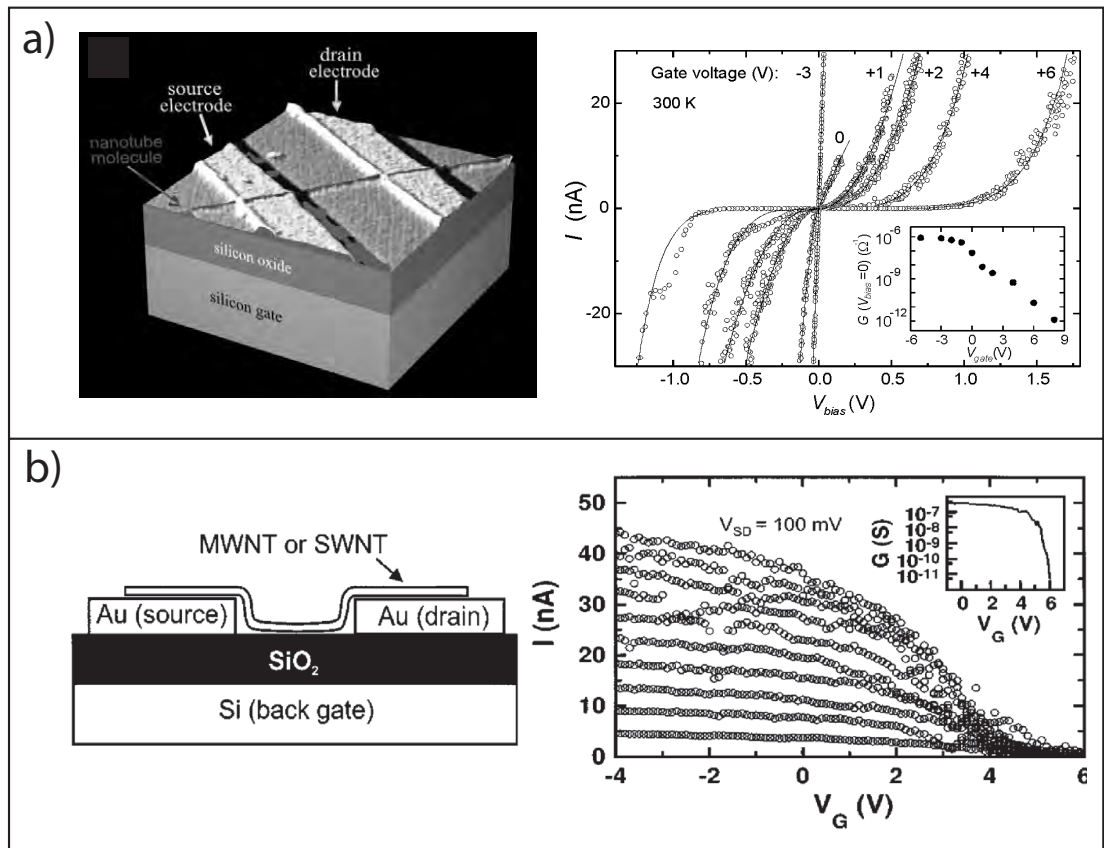 a)
drain
electrode
source
electrode
nanotube
molecule
silicon oxide
silicon gate
Gate voltage (V): -3 +1 +2 +4 +6
300 K
0
20
0
-20
I (nA)
-1.0 -0.5 0.0 0.5 1.0 1.5
V_bias (V)
G (V_bias=0) (Ω⁻¹)
10⁻⁶
10⁻⁹
10⁻¹²
-6 -3 0 3 6 9
V_gate (V)
b)
MWNT or SWNT
Au (source)
Au (drain)
SiO₂
Si (back gate)
V_SD = 100 mV
50
40
30
20
10
0
I (nA)
-4 -2 0 2 4 6
V_G (V)
G (S)
10⁻⁷
10⁻⁸
10⁻⁹
10⁻¹⁰
10⁻¹¹
0 2 4 6
V_G (V)